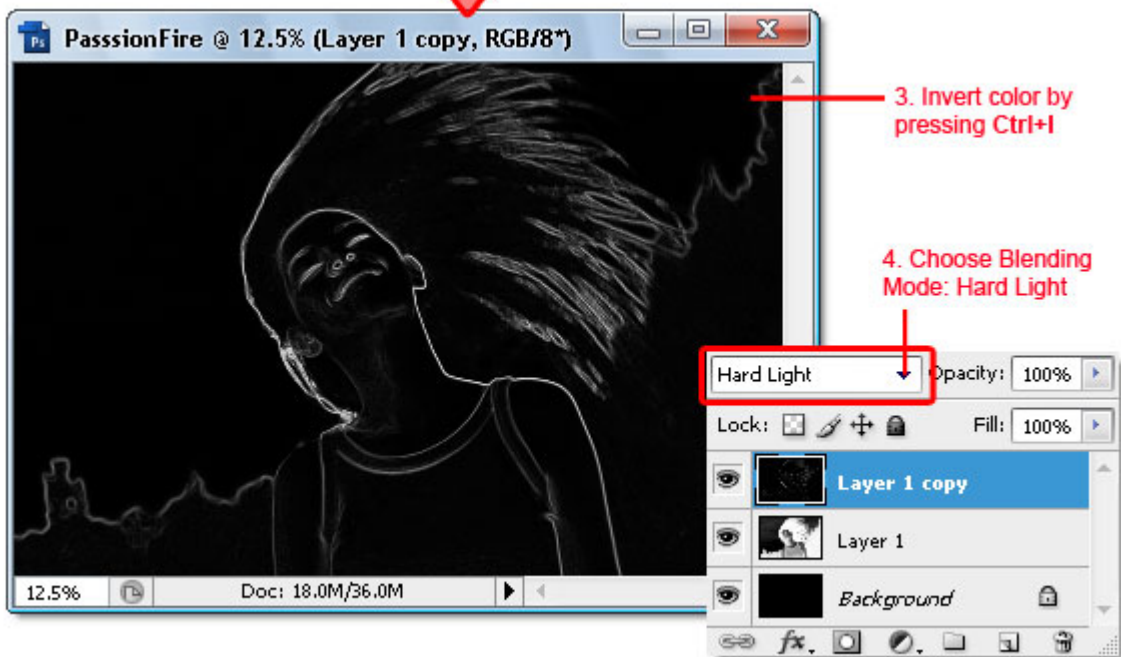 Ps PasssionFire @ 12.5% (Layer 1 copy, RGB/8*)
3. Invert color by
pressing Ctrl+I
4. Choose Blending
Mode: Hard Light
Hard Light Opacity: 100%
Lock: Fill: 100%
Layer 1 copy
Layer 1
Background
12.5% Doc: 18.0M/36.0M
fx.